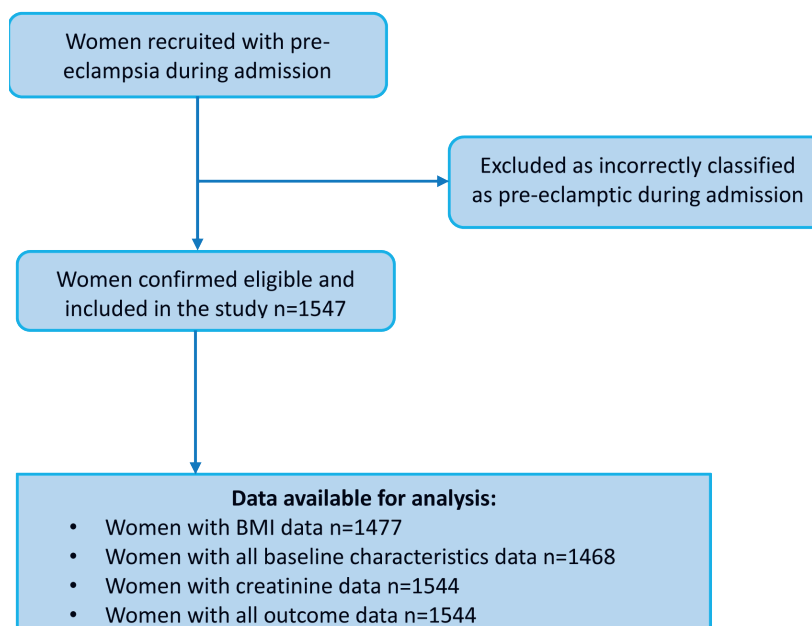 Women recruited with pre-
eclampsia during admission
Excluded as incorrectly classified
as pre-eclamptic during admission
Women confirmed eligible and
included in the study n=1547
Data available for analysis:
• Women with BMI data n=1477
• Women with all baseline characteristics data n=1468
• Women with creatinine data n=1544
• Women with all outcome data n=1544